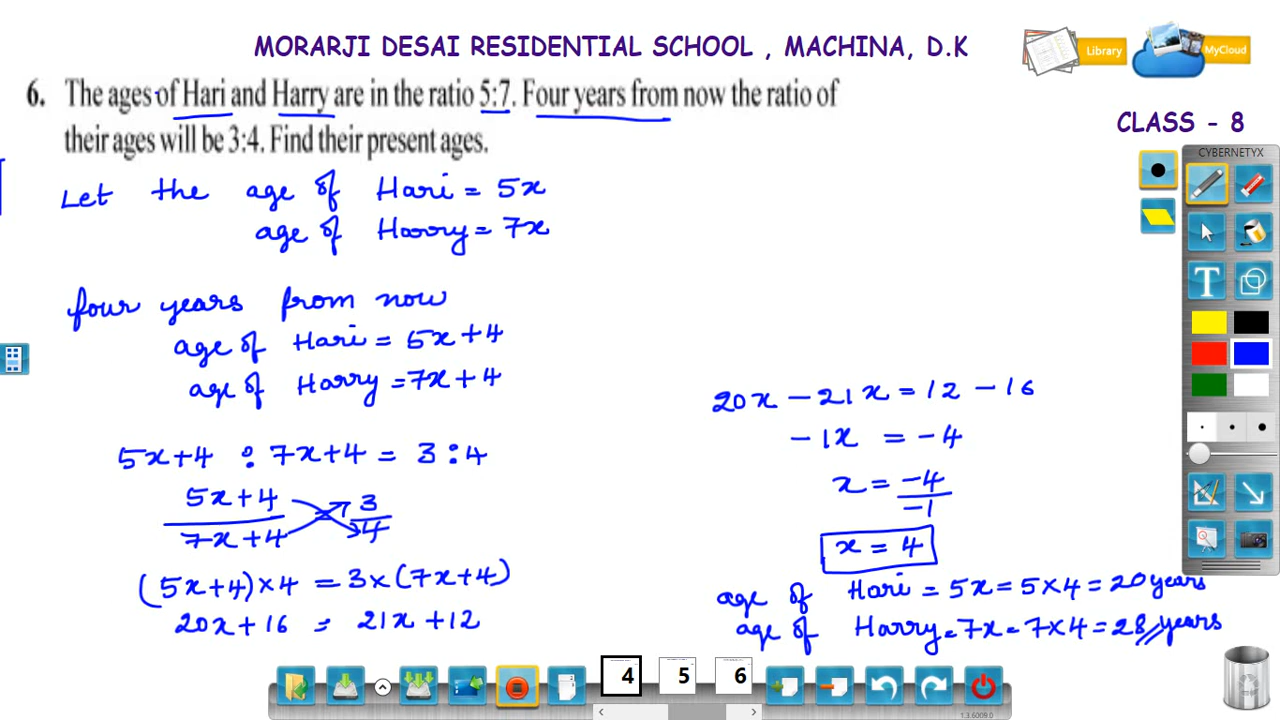 MORARJI DESAI RESIDENTIAL SCHOOL , MACHINA, D.K
Library
MyCloud
6. The ages of Hari and Harry are in the ratio 5:7. Four years from now the ratio of
their ages will be 3:4. Find their present ages.
CLASS - 8
CYBERNETYX
Let the age of Hari = 5x
age of Harry = 7x
four years from now
age of Hari = 5x+4
age of Harry = 7x+4
5x+4 : 7x+4 = 3:4
5x+4 3
7x+4 4
(5x+4)×4 = 3×(7x+4)
20x+16 = 21x+12
20x-21x = 12-16
-1x = -4
x = -4
-1
x = 4
age of Hari = 5x = 5×4 = 20 years
age of Harry = 7x = 7×4 = 28 years
T
4 5 6
1.3.6009.0